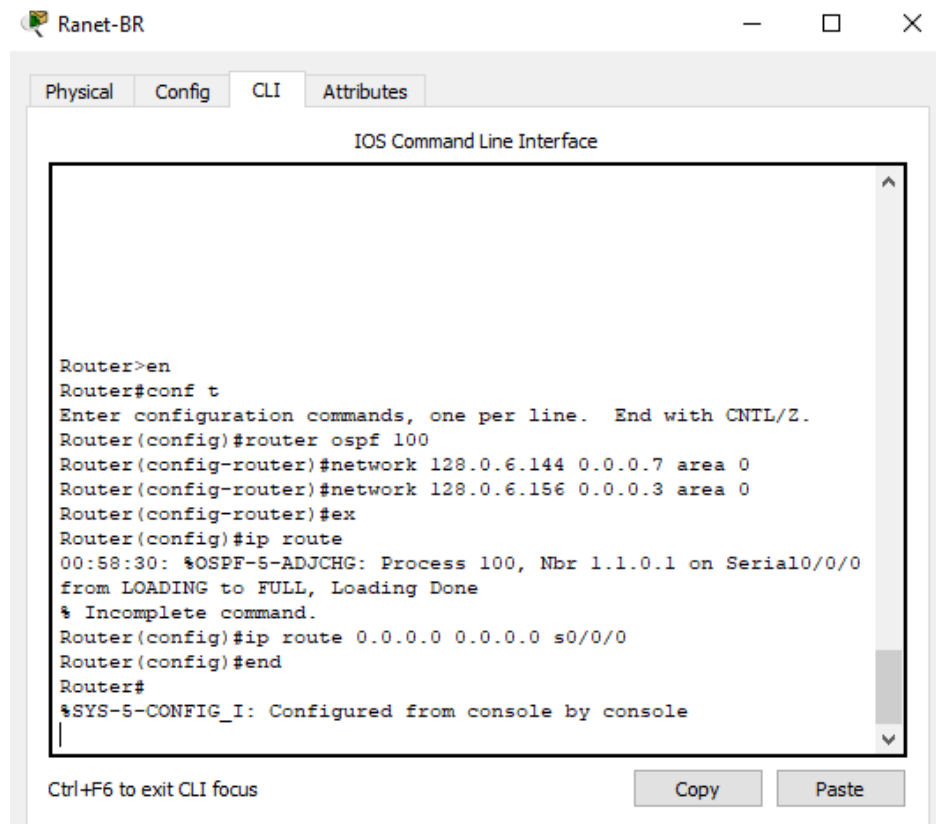 Ranet-BR
Physical Config CLI Attributes
IOS Command Line Interface
Router>en
Router#conf t
Enter configuration commands, one per line.  End with CNTL/Z.
Router(config)#router ospf 100
Router(config-router)#network 128.0.6.144 0.0.0.7 area 0
Router(config-router)#network 128.0.6.156 0.0.0.3 area 0
Router(config-router)#ex
Router(config)#ip route
00:58:30: %OSPF-5-ADJCHG: Process 100, Nbr 1.1.0.1 on Serial0/0/0
from LOADING to FULL, Loading Done
% Incomplete command.
Router(config)#ip route 0.0.0.0 0.0.0.0 s0/0/0
Router(config)#end
Router#
%SYS-5-CONFIG_I: Configured from console by console
Ctrl+F6 to exit CLI focus Copy Paste